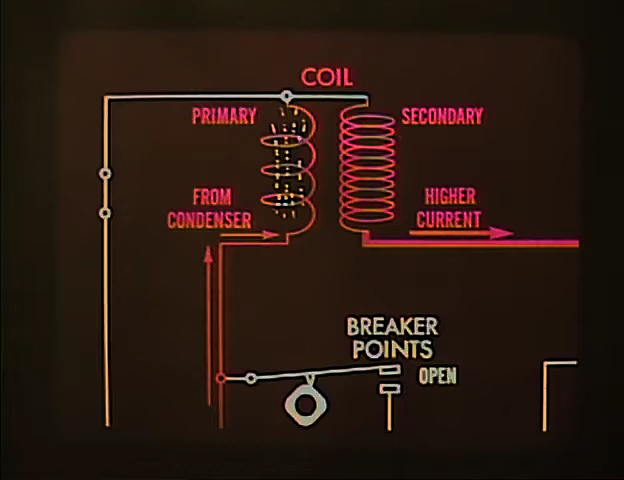 COIL
PRIMARY
SECONDARY
FROM
CONDENSER
HIGHER
CURRENT
BREAKER
POINTS
OPEN